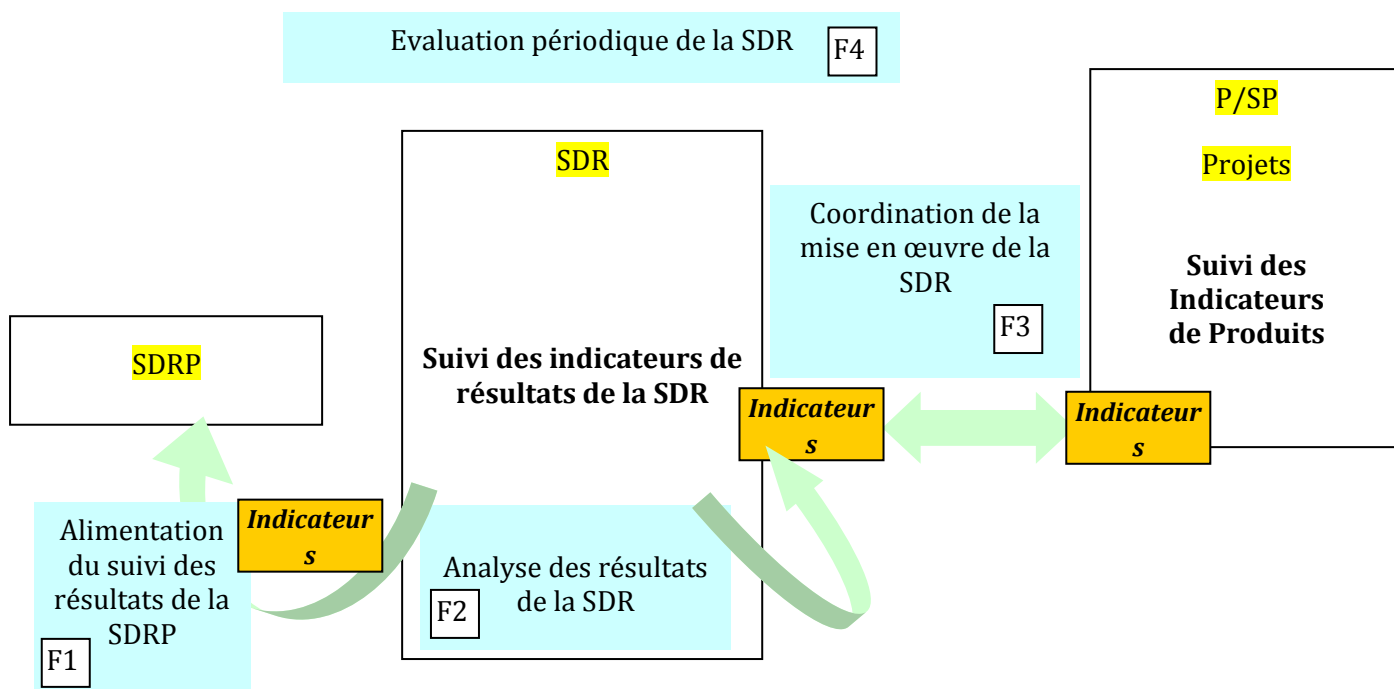 Evaluation périodique de la SDR
F4
P/SP
Projets
Suivi des
Indicateurs
de Produits
SDR
Coordination de la
mise en œuvre de la
SDR
F3
SDRP
Suivi des indicateurs de
résultats de la SDR
Indicateur
s
Indicateur
s
Indicateur
s
Alimentation
du suivi des
résultats de la
SDRP
F1
Analyse des résultats
de la SDR
F2